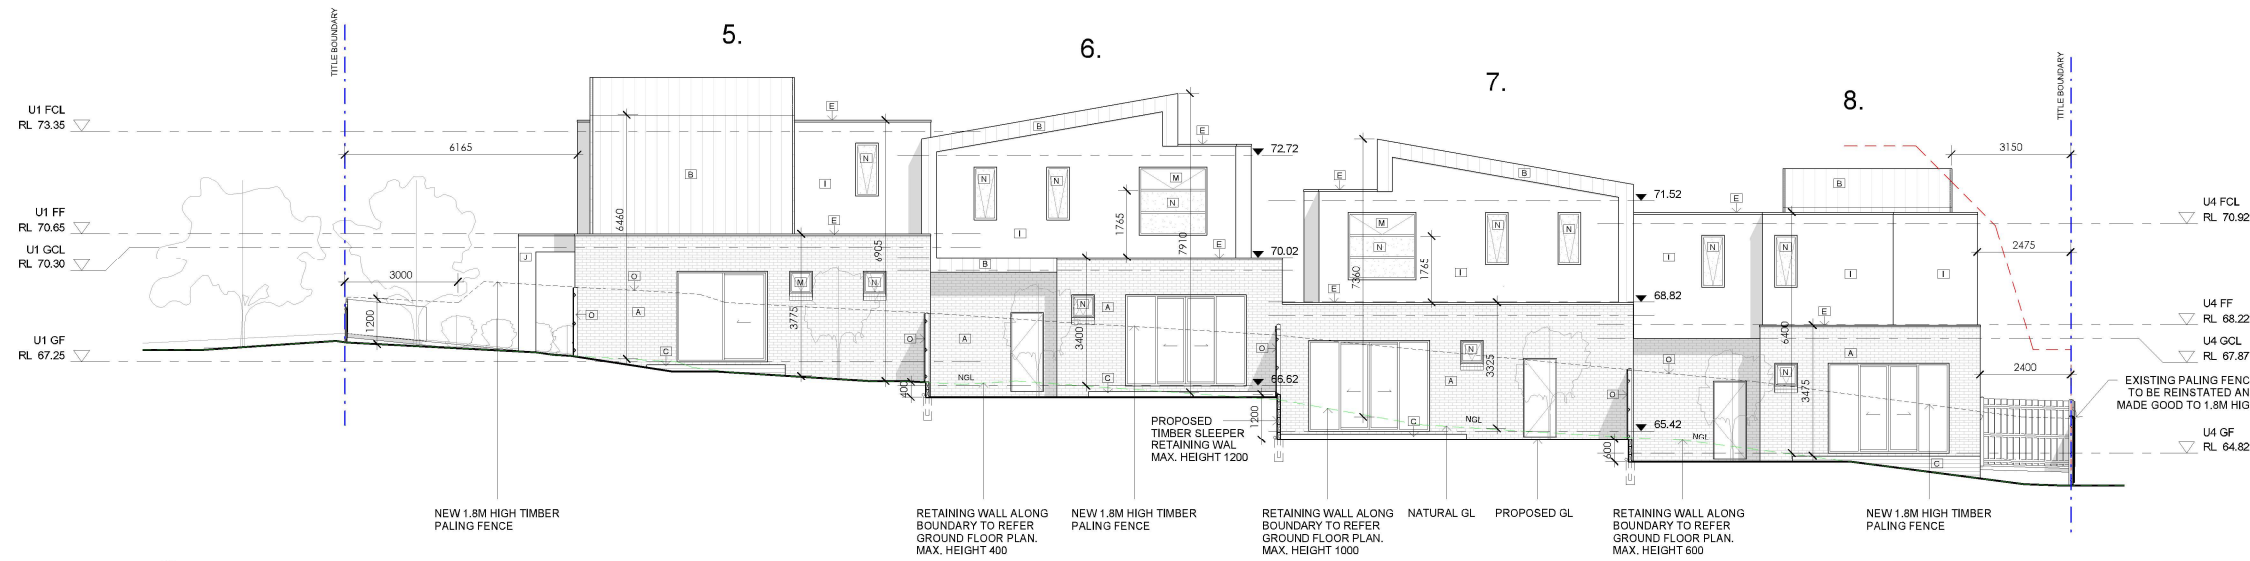 5.
6.
7.
8.
TITLE BOUNDARY
TITLE BOUNDARY
U1 FCL
RL 73.35
U1 FF
RL 70.65
U1 GCL
RL 70.30
U1 GF
RL 67.25
6165
3000
1200
6460
3775
6905
400
1765
7910
3400
1200
7360
1765
3325
600
6400
3475
3150
2475
2400
72.72
70.02
66.62
71.52
68.82
65.42
B
E
N
I
E
J
O
A
O
M
N
C
B
E
N
N
M
N
I
E
B
O
A
N
A
C
NGL
E
B
M
N
N
N
I
E
O
N
A
C
NGL
B
E
N
N
I
I
I
E
O
O
N
A
C
NGL
U4 FCL
RL 70.92
U4 FF
RL 68.22
U4 GCL
RL 67.87
U4 GF
RL 64.82
EXISTING PALING FENC
TO BE REINSTATED AN
MADE GOOD TO 1.8M HIG
PROPOSED
TIMBER SLEEPER
RETAINING WAL
MAX. HEIGHT 1200
NEW 1.8M HIGH TIMBER
PALING FENCE
RETAINING WALL ALONG
BOUNDARY TO REFER
GROUND FLOOR PLAN.
MAX. HEIGHT 400
NEW 1.8M HIGH TIMBER
PALING FENCE
RETAINING WALL ALONG
BOUNDARY TO REFER
GROUND FLOOR PLAN.
MAX. HEIGHT 1000
NATURAL GL
PROPOSED GL
RETAINING WALL ALONG
BOUNDARY TO REFER
GROUND FLOOR PLAN.
MAX. HEIGHT 600
NEW 1.8M HIGH TIMBER
PALING FENCE